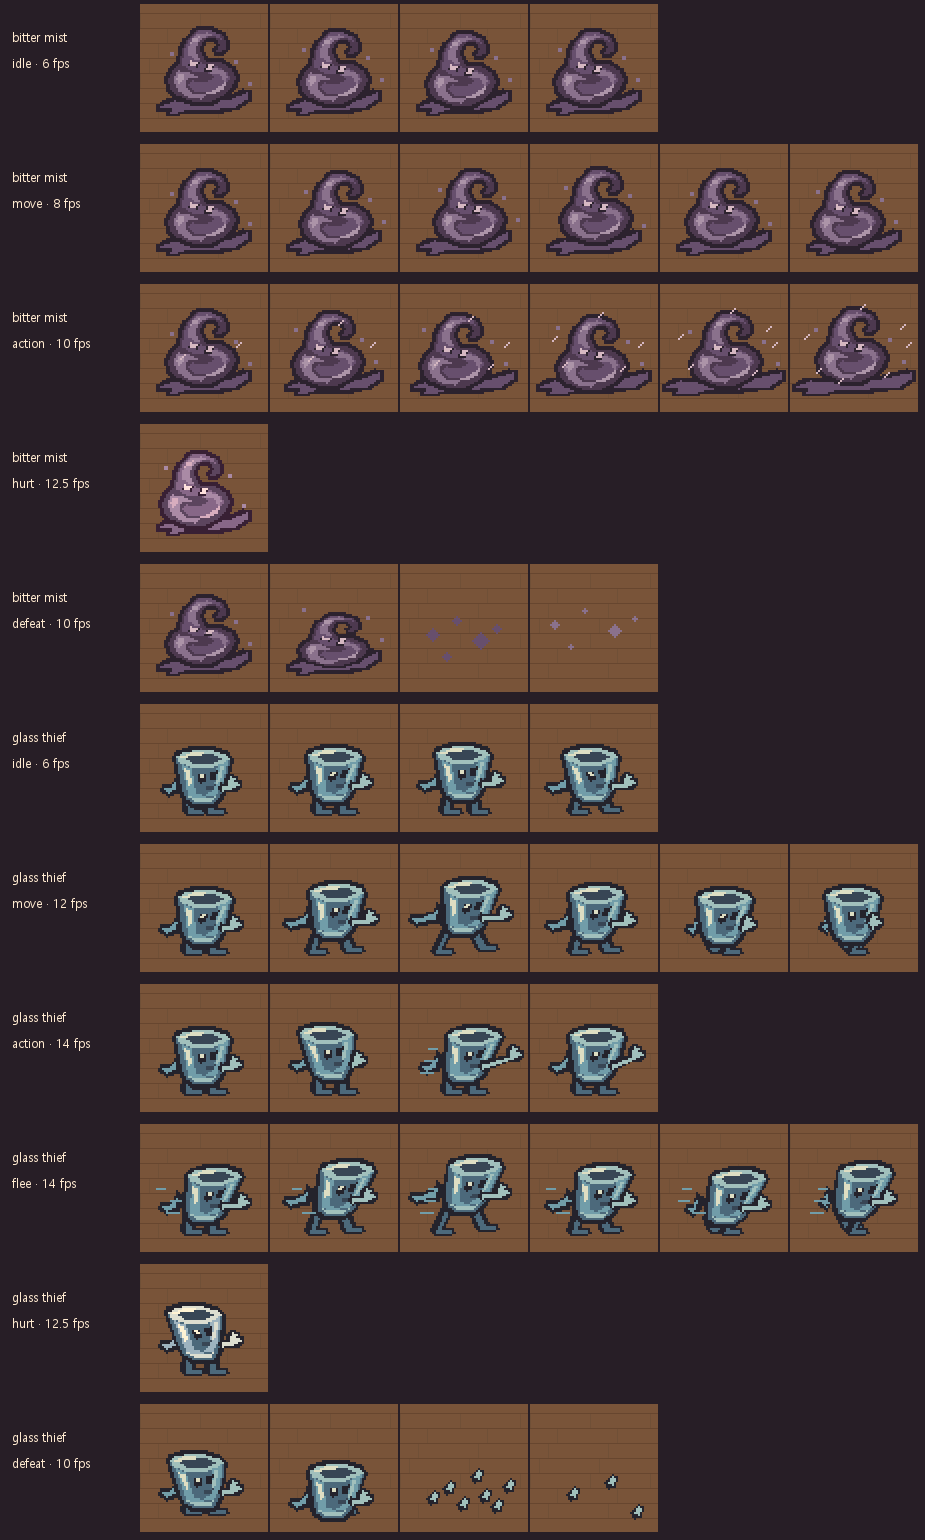 bitter mist
idle · 6 fps
bitter mist
move · 8 fps
bitter mist
action · 10 fps
bitter mist
hurt · 12.5 fps
bitter mist
defeat · 10 fps
glass thief
idle · 6 fps
glass thief
move · 12 fps
glass thief
action · 14 fps
glass thief
flee · 14 fps
glass thief
hurt · 12.5 fps
glass thief
defeat · 10 fps